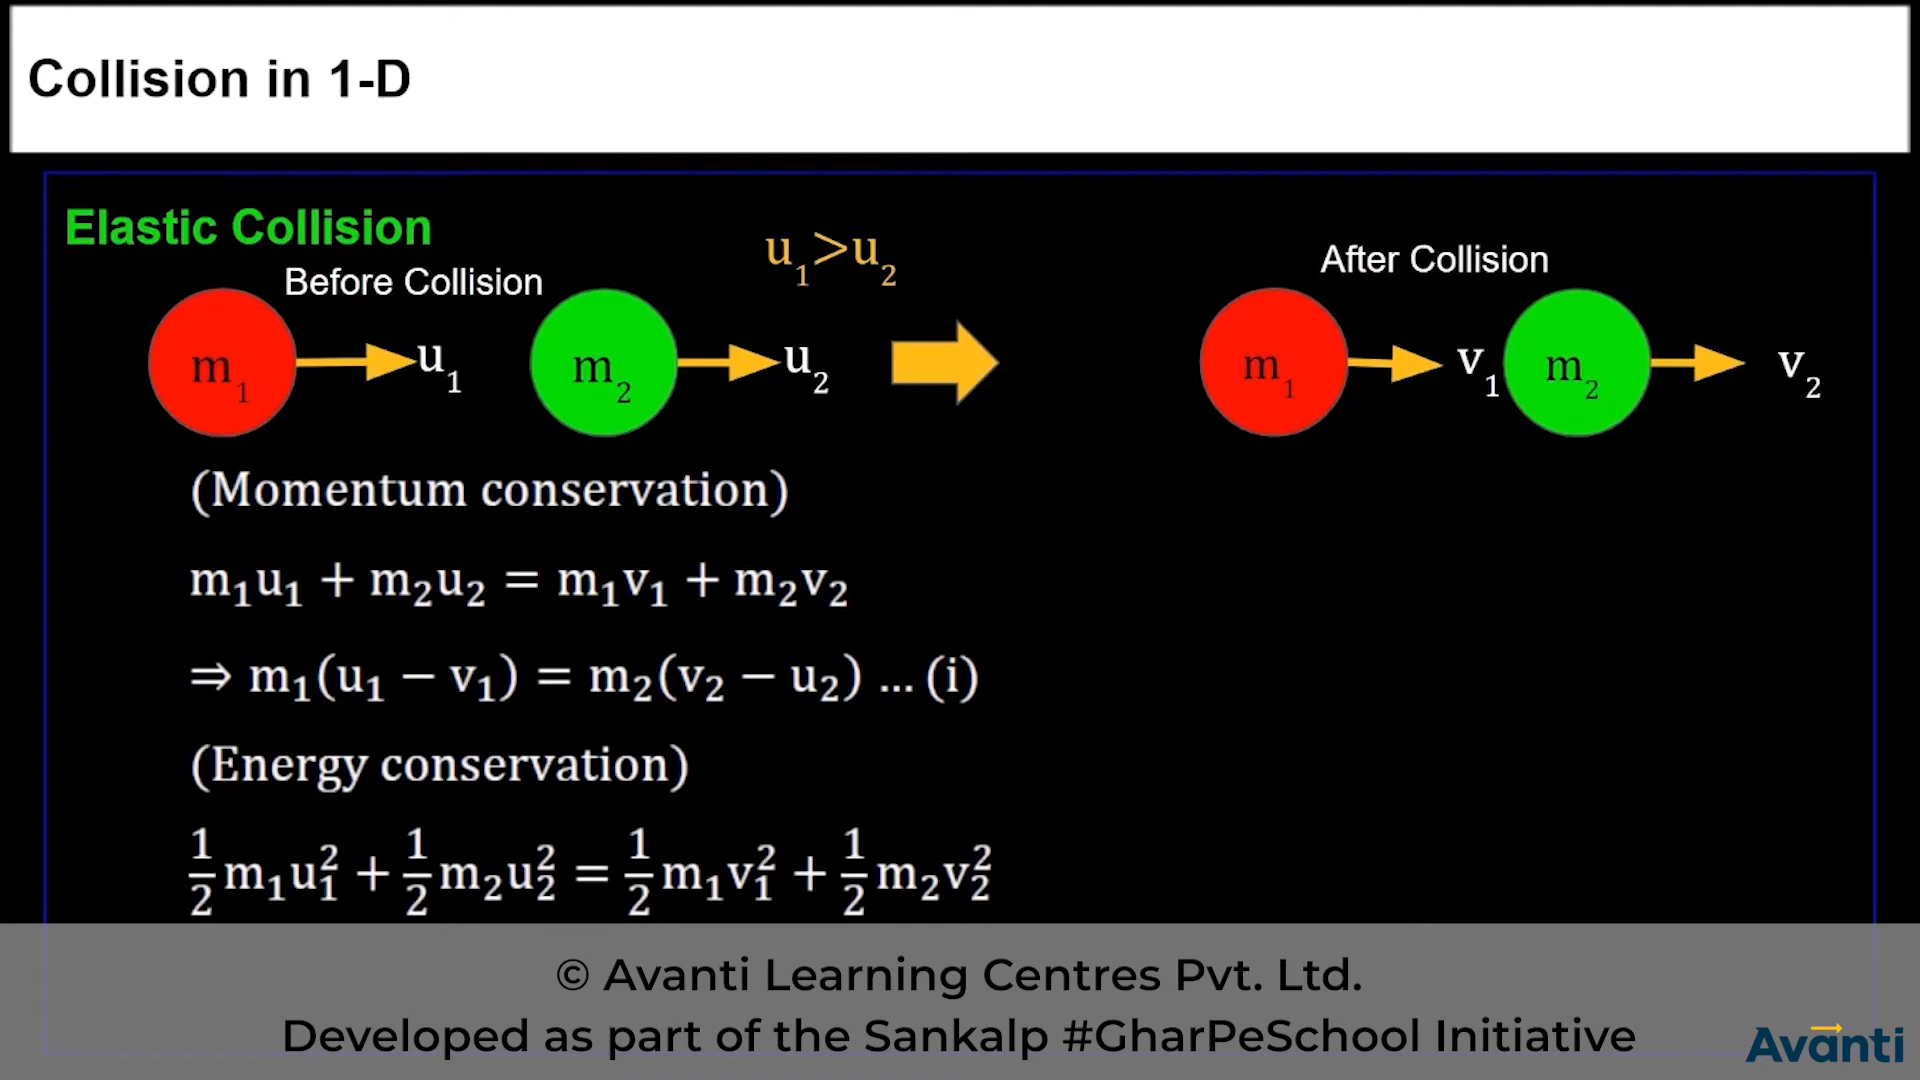 Collision in 1-D
Elastic Collision
Before Collision
u₁>u₂
After Collision
m₁ u₁ m₂ u₂ m₁ v₁ m₂ v₂
(Momentum conservation)
m₁u₁ + m₂u₂ = m₁v₁ + m₂v₂
⇒ m₁(u₁ − v₁) = m₂(v₂ − u₂) ... (i)
(Energy conservation)
½m₁u₁² + ½m₂u₂² = ½m₁v₁² + ½m₂v₂²
© Avanti Learning Centres Pvt. Ltd.
Developed as part of the Sankalp #GharPeSchool Initiative
Avanti